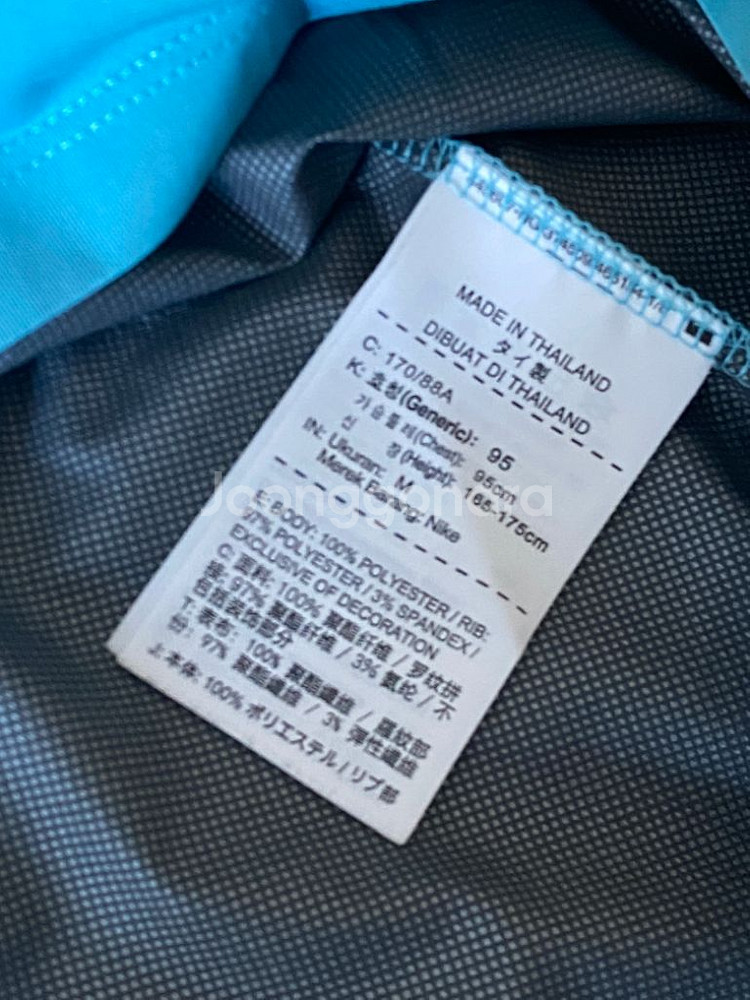 MADE IN THAILAND
タイ製
DIBUAT DI THAILAND
C: 170/88A
K: 호칭(Generic): 95
가슴둘레(Chest): 95cm
신 장(Height): 165-175cm
IN: Ukuran: M
Merek Barang: Nike
Joonggonara
E: BODY: 100% POLYESTER / RIB:
97% POLYESTER / 3% SPANDEX /
EXCLUSIVE OF DECORATION
C: 面料: 100% 聚酯纤维 / 罗纹拼
接: 97% 聚酯纤维 / 3% 氨纶 / 不
包括装饰部分
T: 表布: 100% 聚酯纖維 / 羅紋部
份: 97% 聚酯纖維 / 3% 彈性纖維
J: 本体: 100% ポリエステル / リブ部